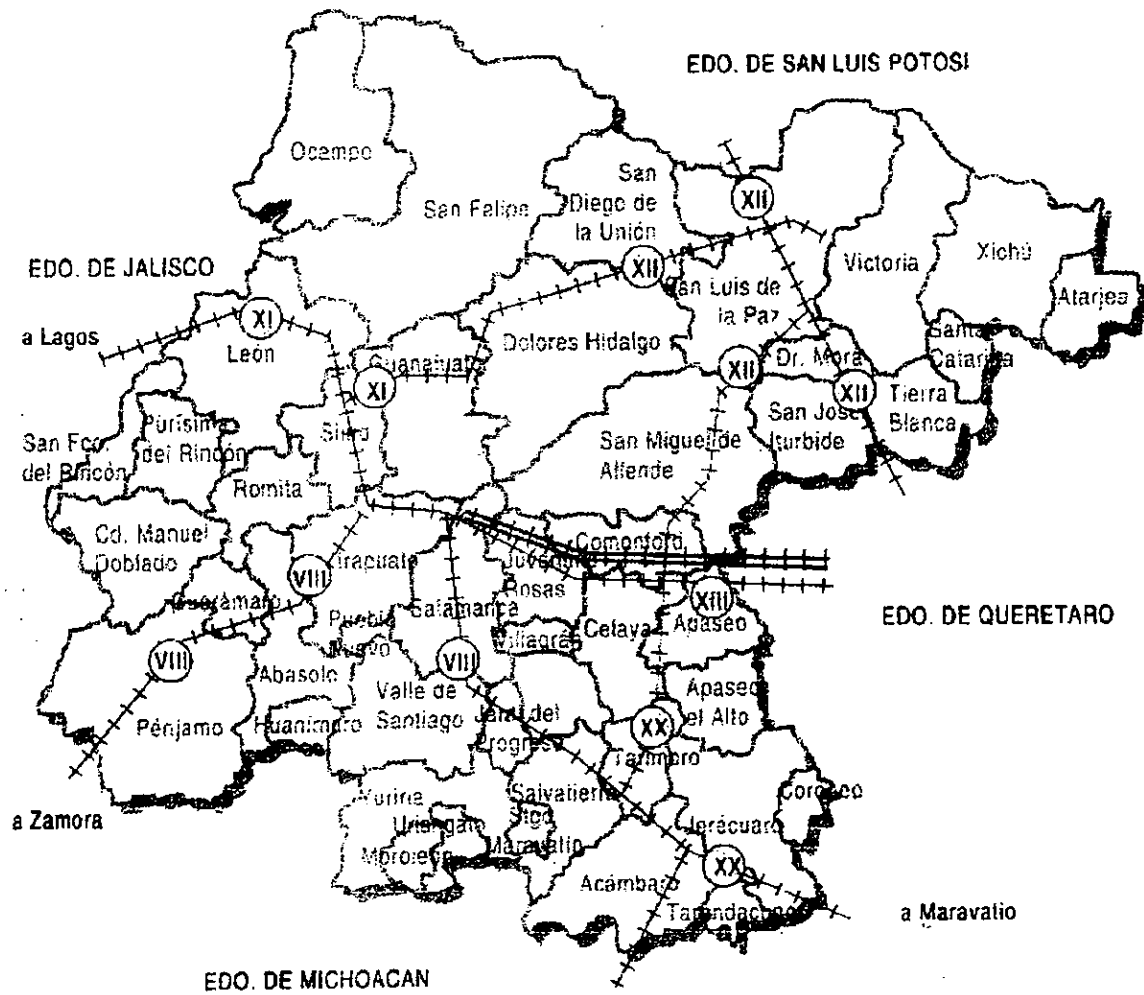 EDO. DE SAN LUIS POTOSI
Ocampo
San Felipe
San
Diego de
la Unión
XII
XII
EDO. DE JALISCO
a Lagos
XI
León
Victoria
Xichú
Atarjea
San Luis de
la Paz
Dolores Hidalgo
Guanajuato
XI
XII
Dr. Mora
XII
Santa
Catarina
Tierra
Blanca
San José
Iturbide
San Miguel de
Allende
San Fco.
del Rincón
Purísima
del Rincón
Silao
Romita
Cd. Manuel
Doblado
VIII
Irapuato
Comonfort
Juventino
Rosas
Salamanca
Cuerámaro
Pueblo
Nuevo
Villagrán
Celaya
XIII
Apaseo
EDO. DE QUERETARO
VIII
Abasolo
VIII
Valle de
Santiago
Apaseo
el Alto
Pénjamo
Huanimaro
Jaral del
Progreso
XX
Tarimoro
a Zamora
Yuriria
Uriangato
Moroleón
Salvatierra
Stgo
Maravatío
Coroneo
Jerécuaro
XX
Acámbaro
Tarandacuao
a Maravatio
EDO. DE MICHOACAN